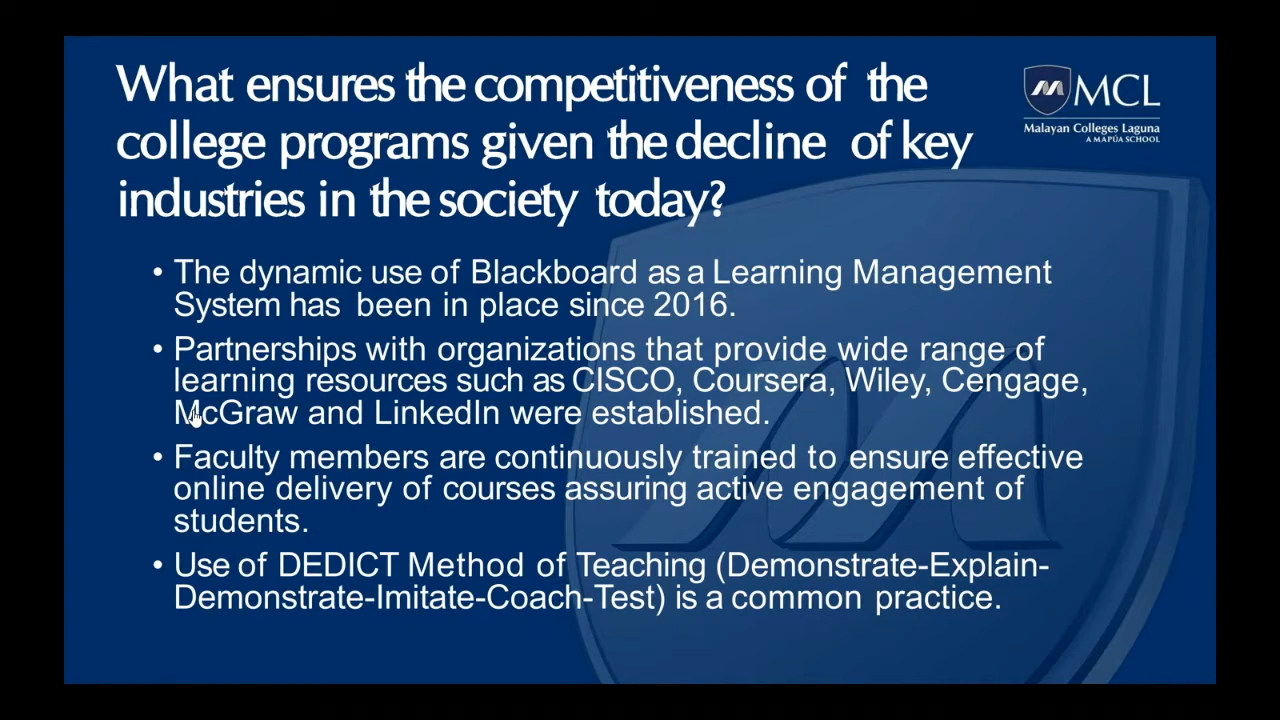 What ensures the competitiveness of the
college programs given the decline of key
industries in the society today?
MCL
Malayan Colleges Laguna
A MAPÚA SCHOOL
• The dynamic use of Blackboard as a Learning Management
System has been in place since 2016.
• Partnerships with organizations that provide wide range of
learning resources such as CISCO, Coursera, Wiley, Cengage,
McGraw and LinkedIn were established.
• Faculty members are continuously trained to ensure effective
online delivery of courses assuring active engagement of
students.
• Use of DEDICT Method of Teaching (Demonstrate-Explain-
Demonstrate-Imitate-Coach-Test) is a common practice.